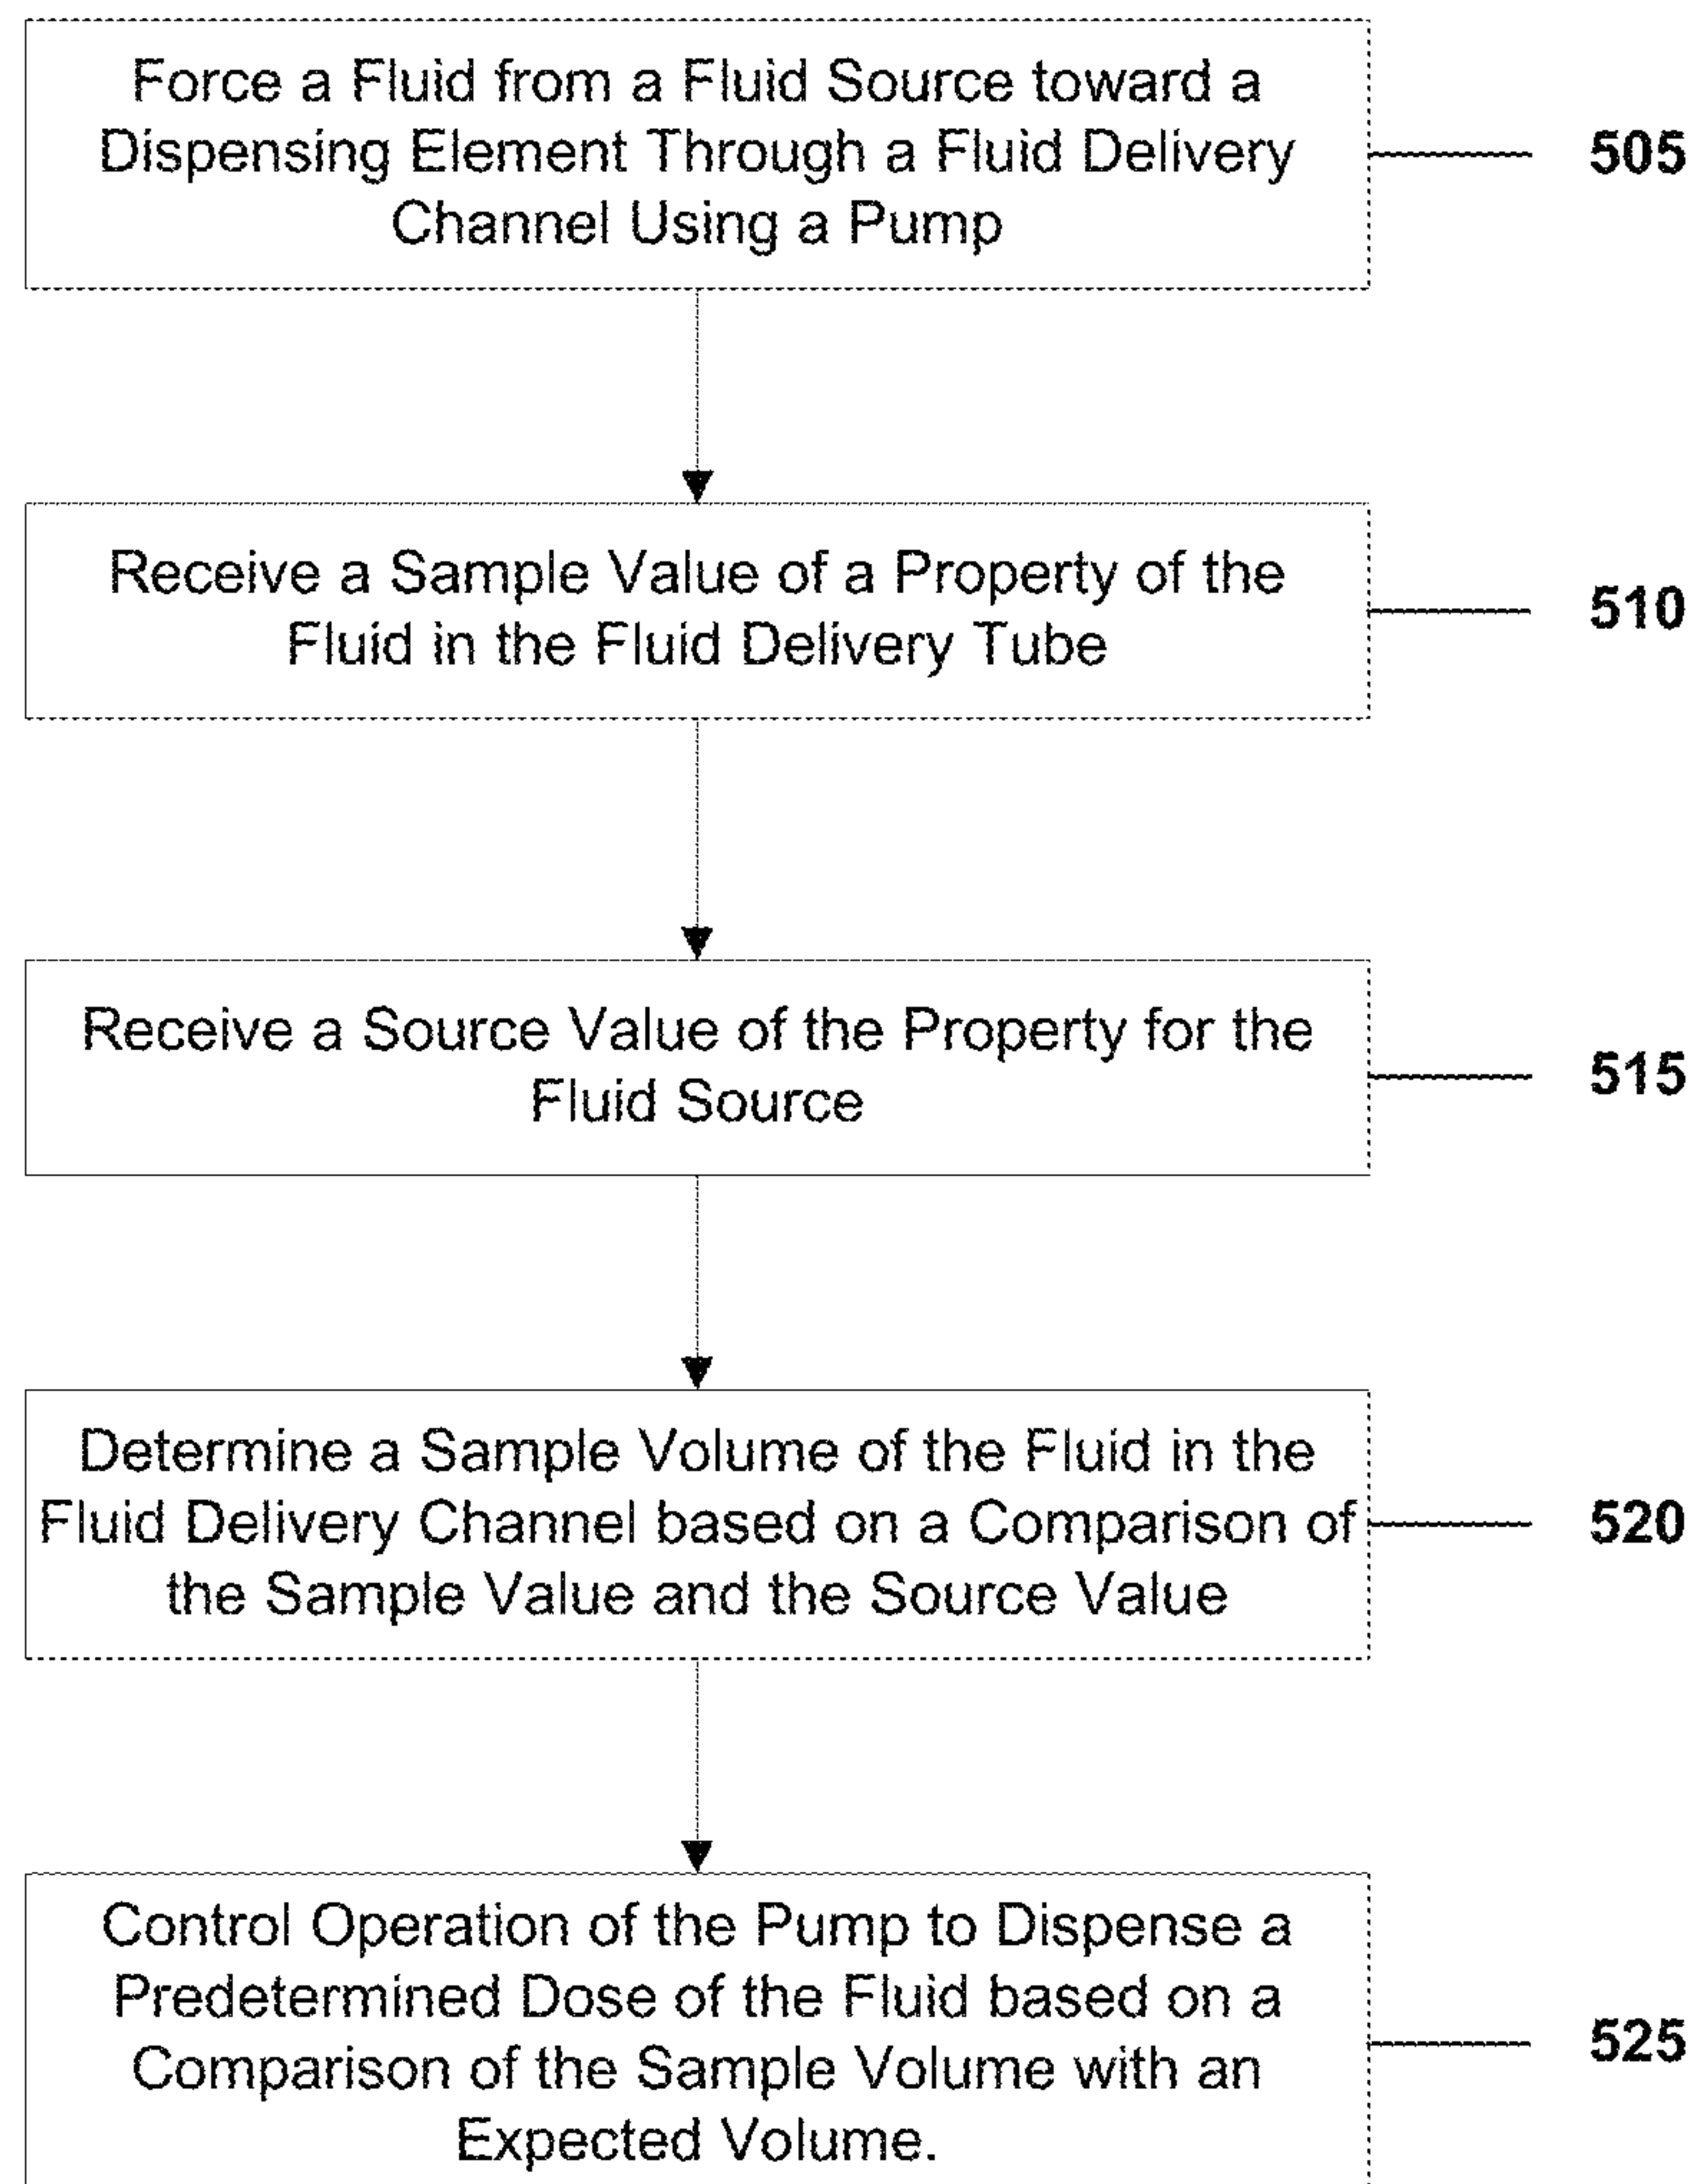 Force a Fluid from a Fluid Source toward a
Dispensing Element Through a Fluid Delivery
Channel Using a Pump
505
Receive a Sample Value of a Property of the
Fluid in the Fluid Delivery Tube
510
Receive a Source Value of the Property for the
Fluid Source
515
Determine a Sample Volume of the Fluid in the
Fluid Delivery Channel based on a Comparison of
the Sample Value and the Source Value
520
Control Operation of the Pump to Dispense a
Predetermined Dose of the Fluid based on a
Comparison of the Sample Volume with an
Expected Volume.
525